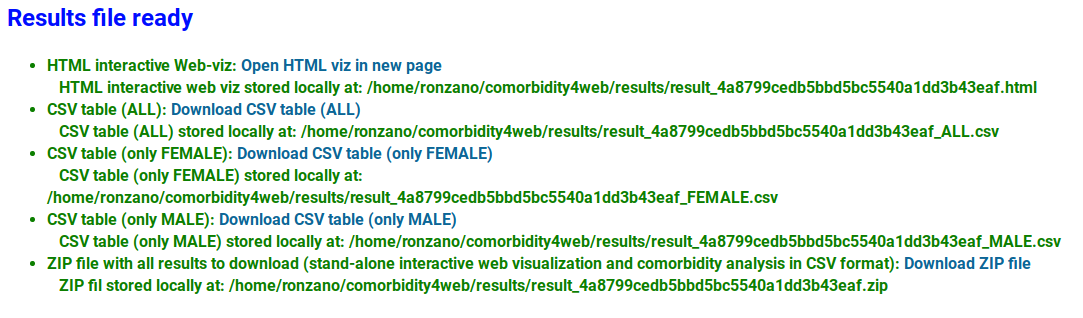 Results file ready
HTML interactive Web-viz: Open HTML viz in new page
HTML interactive web viz stored locally at: /home/ronzano/comorbidity4web/results/result_4a8799cedb5bbd5bc5540a1dd3b43eaf.html
CSV table (ALL): Download CSV table (ALL)
CSV table (ALL) stored locally at: /home/ronzano/comorbidity4web/results/result_4a8799cedb5bbd5bc5540a1dd3b43eaf_ALL.csv
CSV table (only FEMALE): Download CSV table (only FEMALE)
CSV table (only FEMALE) stored locally at:
/home/ronzano/comorbidity4web/results/result_4a8799cedb5bbd5bc5540a1dd3b43eaf_FEMALE.csv
CSV table (only MALE): Download CSV table (only MALE)
CSV table (only MALE) stored locally at: /home/ronzano/comorbidity4web/results/result_4a8799cedb5bbd5bc5540a1dd3b43eaf_MALE.csv
ZIP file with all results to download (stand-alone interactive web visualization and comorbidity analysis in CSV format): Download ZIP file
ZIP fil stored locally at: /home/ronzano/comorbidity4web/results/result_4a8799cedb5bbd5bc5540a1dd3b43eaf.zip